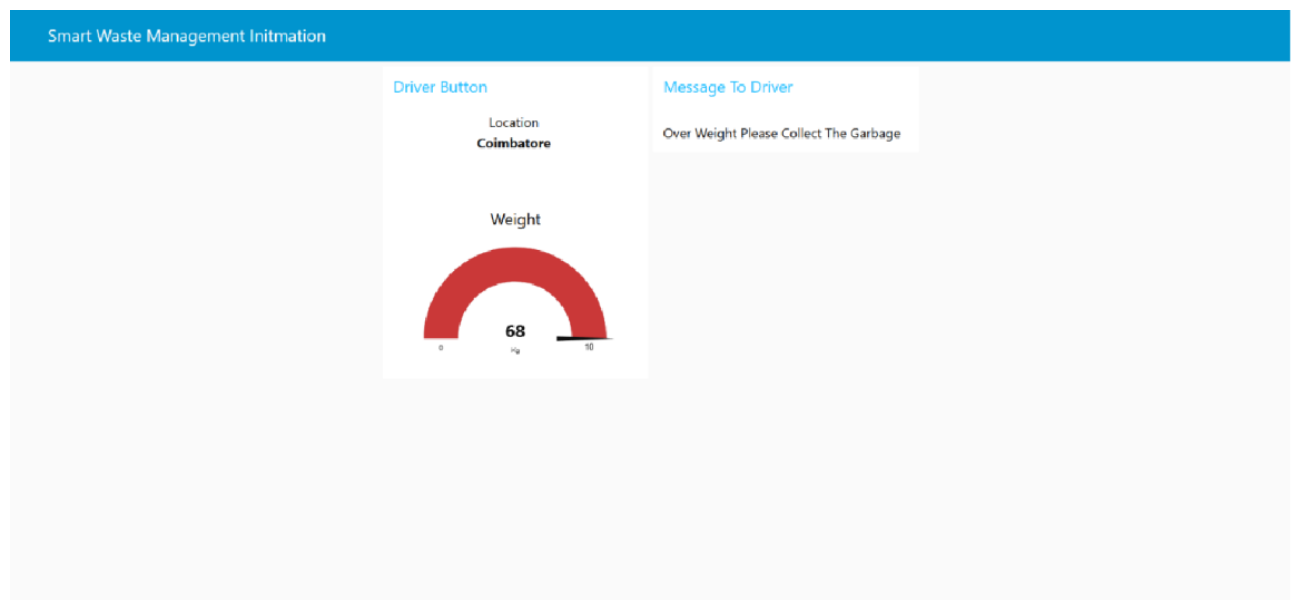 Smart Waste Management Initmation
Driver Button
Location
Coimbatore
Weight
68
Kg
0
10
Message To Driver
Over Weight Please Collect The Garbage